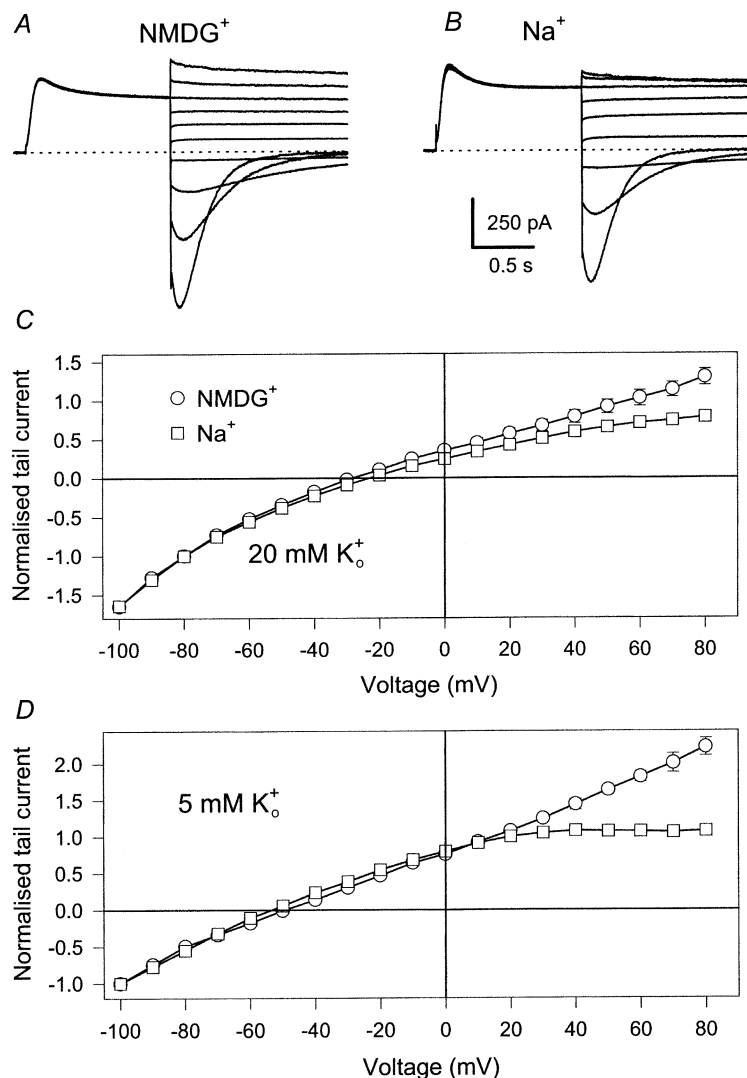 A
NMDG⁺
B
Na⁺
250 pA
0.5 s
C
Normalised tail current
1.5
1.0
0.5
0.0
-0.5
-1.0
-1.5
NMDG⁺
Na⁺
20 mM K⁺ₒ
-100 -80 -60 -40 -20 0 20 40 60 80
Voltage (mV)
D
Normalised tail current
2.0
1.5
1.0
0.5
0.0
-0.5
-1.0
5 mM K⁺ₒ
-100 -80 -60 -40 -20 0 20 40 60 80
Voltage (mV)